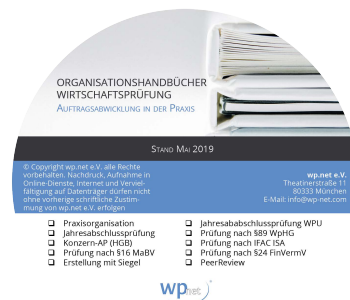 ORGANISATIONSHANDBÜCHER
WIRTSCHAFTSPRÜFUNG
AUFTRAGSABWICKLUNG IN DER PRAXIS
STAND MAI 2019
© Copyright wp.net e.V. alle Rechte
vorbehalten. Nachdruck, Aufnahme in
Online-Dienste, Internet und Verviel-
fältigung auf Datenträger dürfen nicht
ohne vorherige schriftliche Zustim-
mung von wp.net e.V. erfolgen
wp.net e.V.
Theatinerstraße 11
80333 München
E-Mail: info@wp-net.com
Praxisorganisation
Jahresabschlussprüfung
Konzern-AP (HGB)
Prüfung nach §16 MaBV
Erstellung mit Siegel
Jahresababschlussprüfung WPU
Prüfung nach §89 WpHG
Prüfung nach IFAC ISA
Prüfung nach §24 FinVermV
PeerReview
wp.net